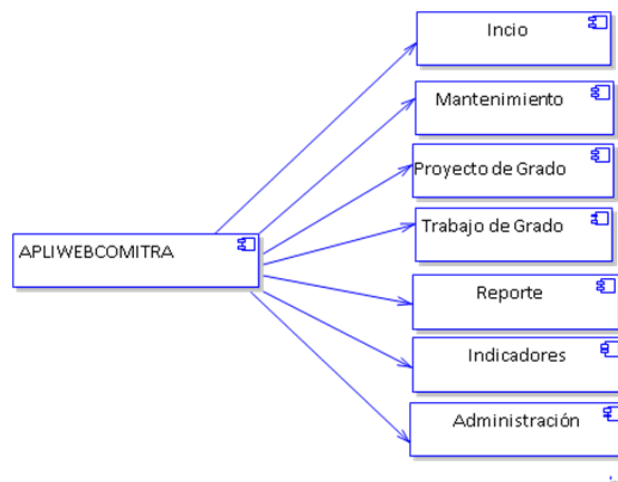 Incio
Mantenimiento
Proyecto de Grado
Trabajo de Grado
APLIWEBCOMITRA
Reporte
Indicadores
Administración